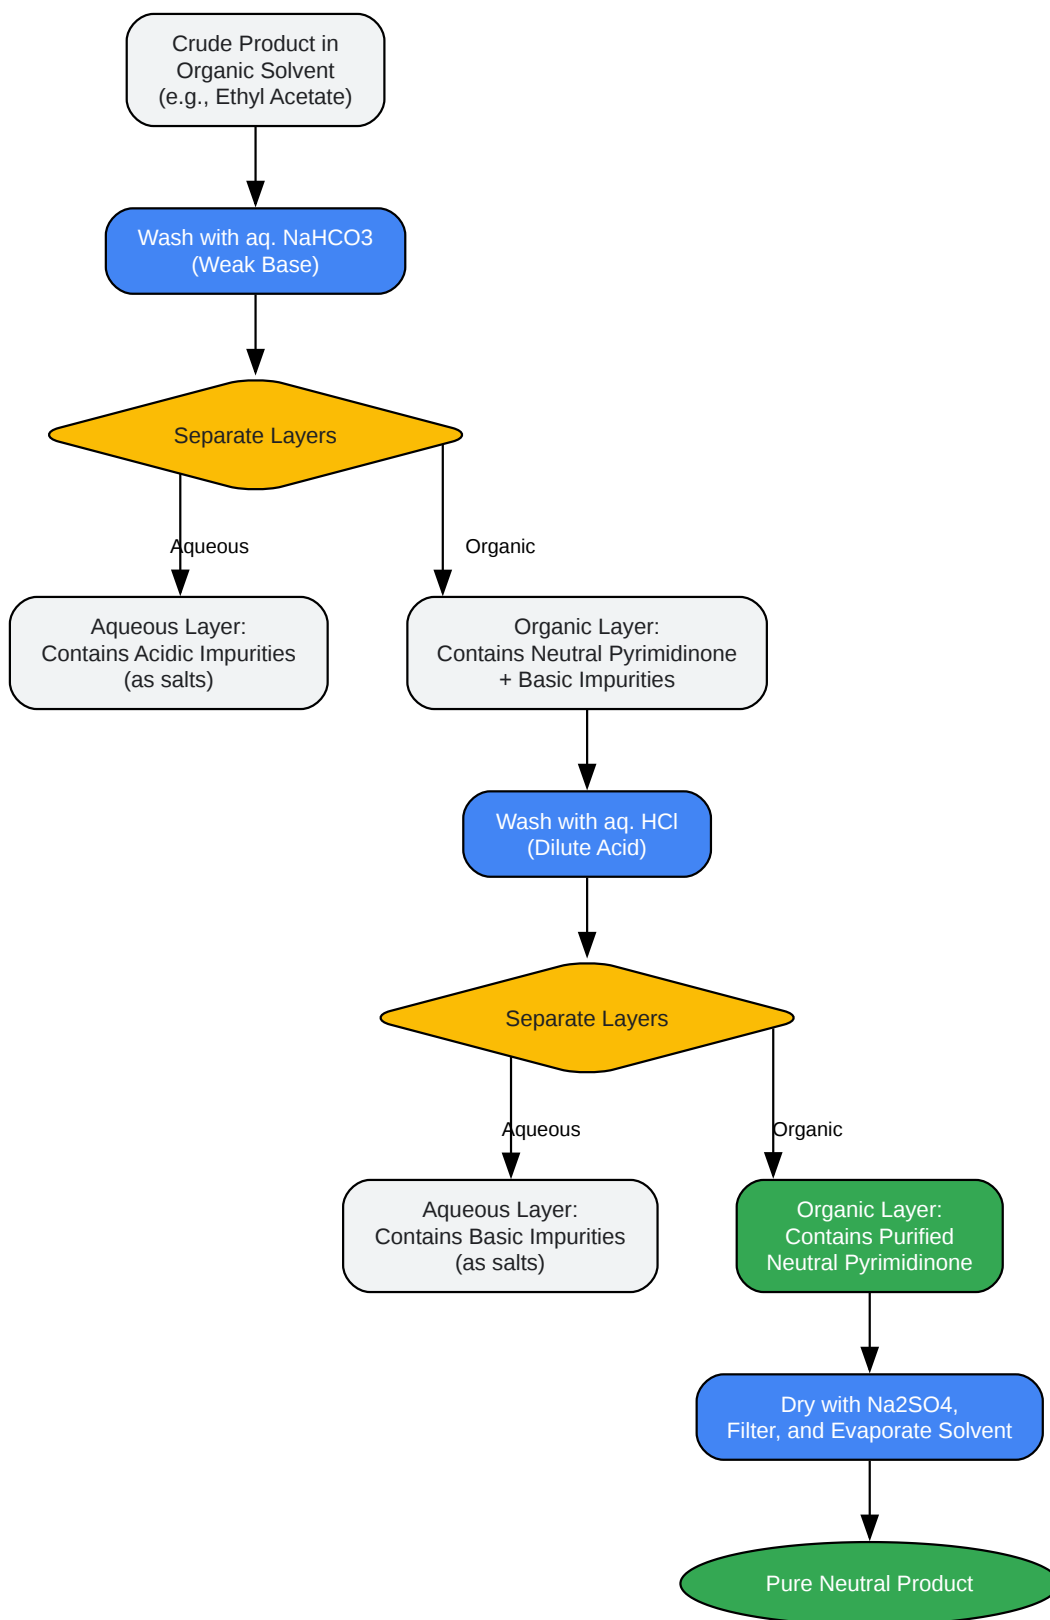 Crude Product in
Organic Solvent
(e.g., Ethyl Acetate)
Wash with aq. NaHCO3
(Weak Base)
Separate Layers
Aqueous
Organic
Aqueous Layer:
Contains Acidic Impurities
(as salts)
Organic Layer:
Contains Neutral Pyrimidinone
+ Basic Impurities
Wash with aq. HCl
(Dilute Acid)
Separate Layers
Aqueous
Organic
Aqueous Layer:
Contains Basic Impurities
(as salts)
Organic Layer:
Contains Purified
Neutral Pyrimidinone
Dry with Na2SO4,
Filter, and Evaporate Solvent
Pure Neutral Product